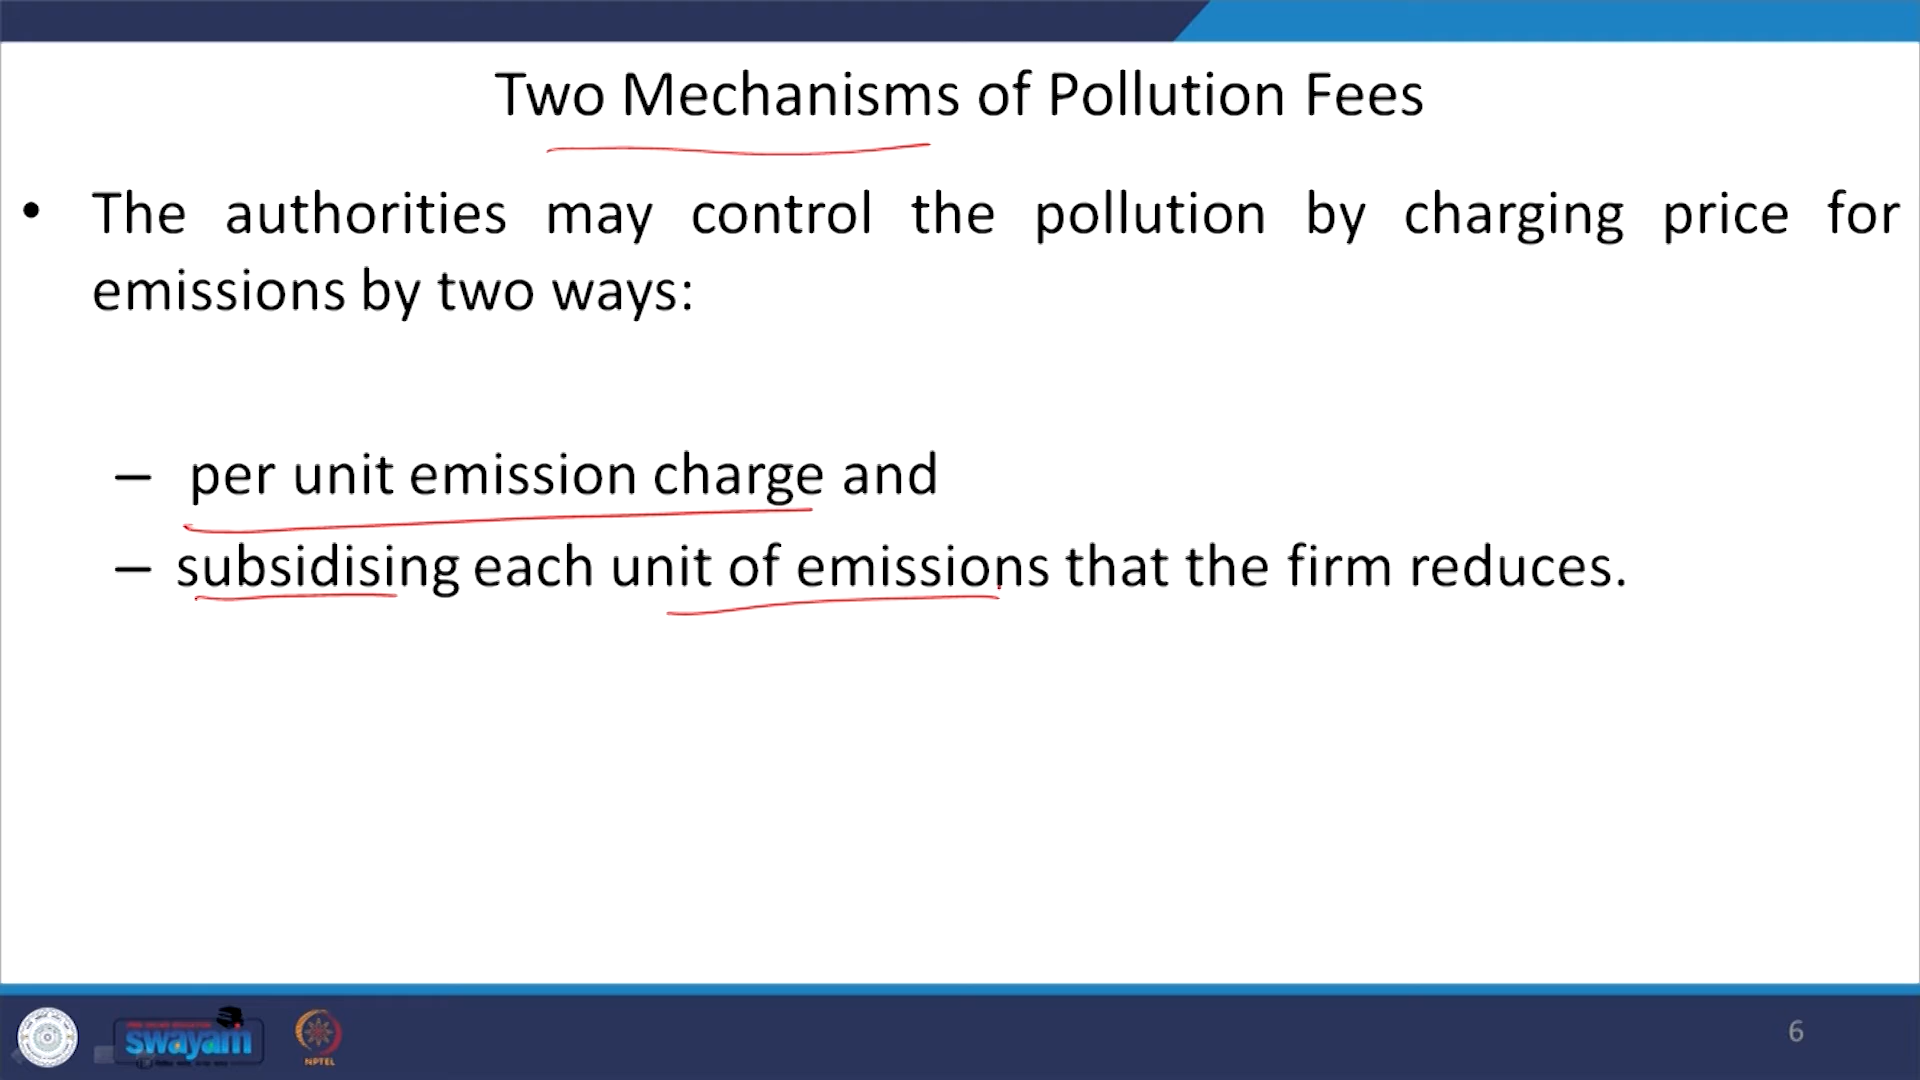 Two Mechanisms of Pollution Fees
• The authorities may control the pollution by charging price for
emissions by two ways:
– per unit emission charge and
– subsidising each unit of emissions that the firm reduces.
swayam
NPTEL
6